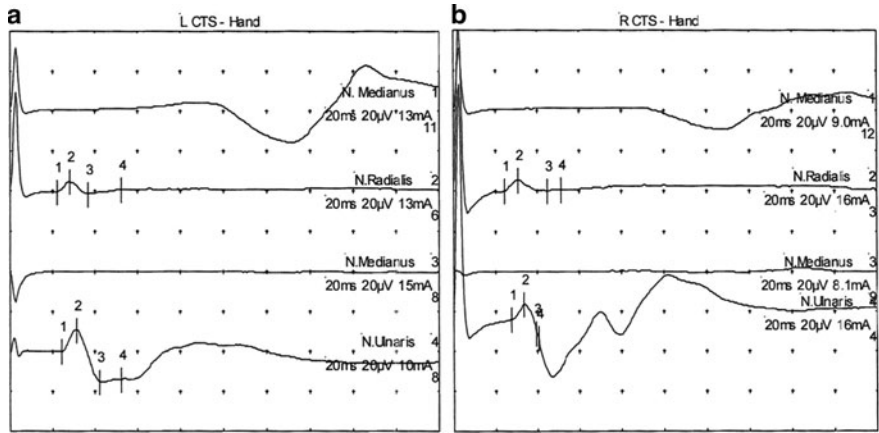 a
L CTS - Hand
N. Medianus 1
20ms 20µV 13mA
11
1 2 3 4
N.Radialis 2
20ms 20µV 13mA
6
N.Medianus 3
20ms 20µV 15mA
8
1 2 3 4
N.Ulnaris 4
20ms 20µV 10mA
8
b
R CTS - Hand
N. Medianus 1
20ms 20µV 9.0mA
12
1 2 3 4
N.Radialis 2
20ms 20µV 16mA
3
N.Medianus 3
20ms 20µV 8.1mA
1 2 3 4
N.Ulnaris
20ms 20µV 16mA
4